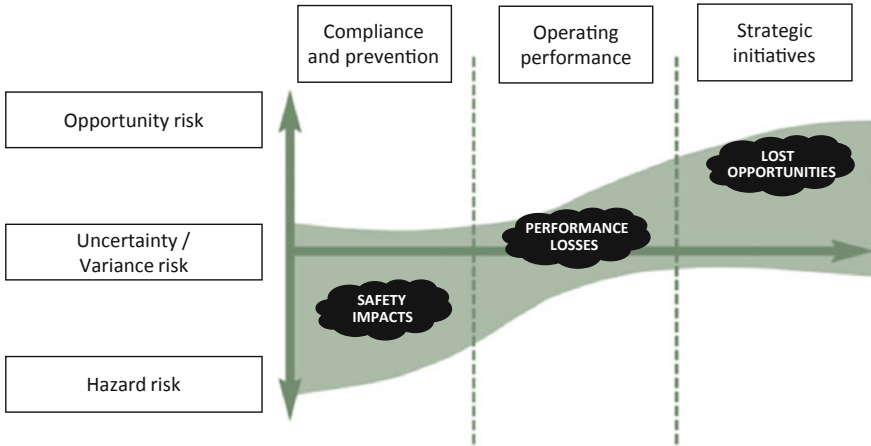 Compliance
and prevention
Operating
performance
Strategic
initiatives
Opportunity risk
LOST
OPPORTUNITIES
Uncertainty /
Variance risk
PERFORMANCE
LOSSES
SAFETY
IMPACTS
Hazard risk